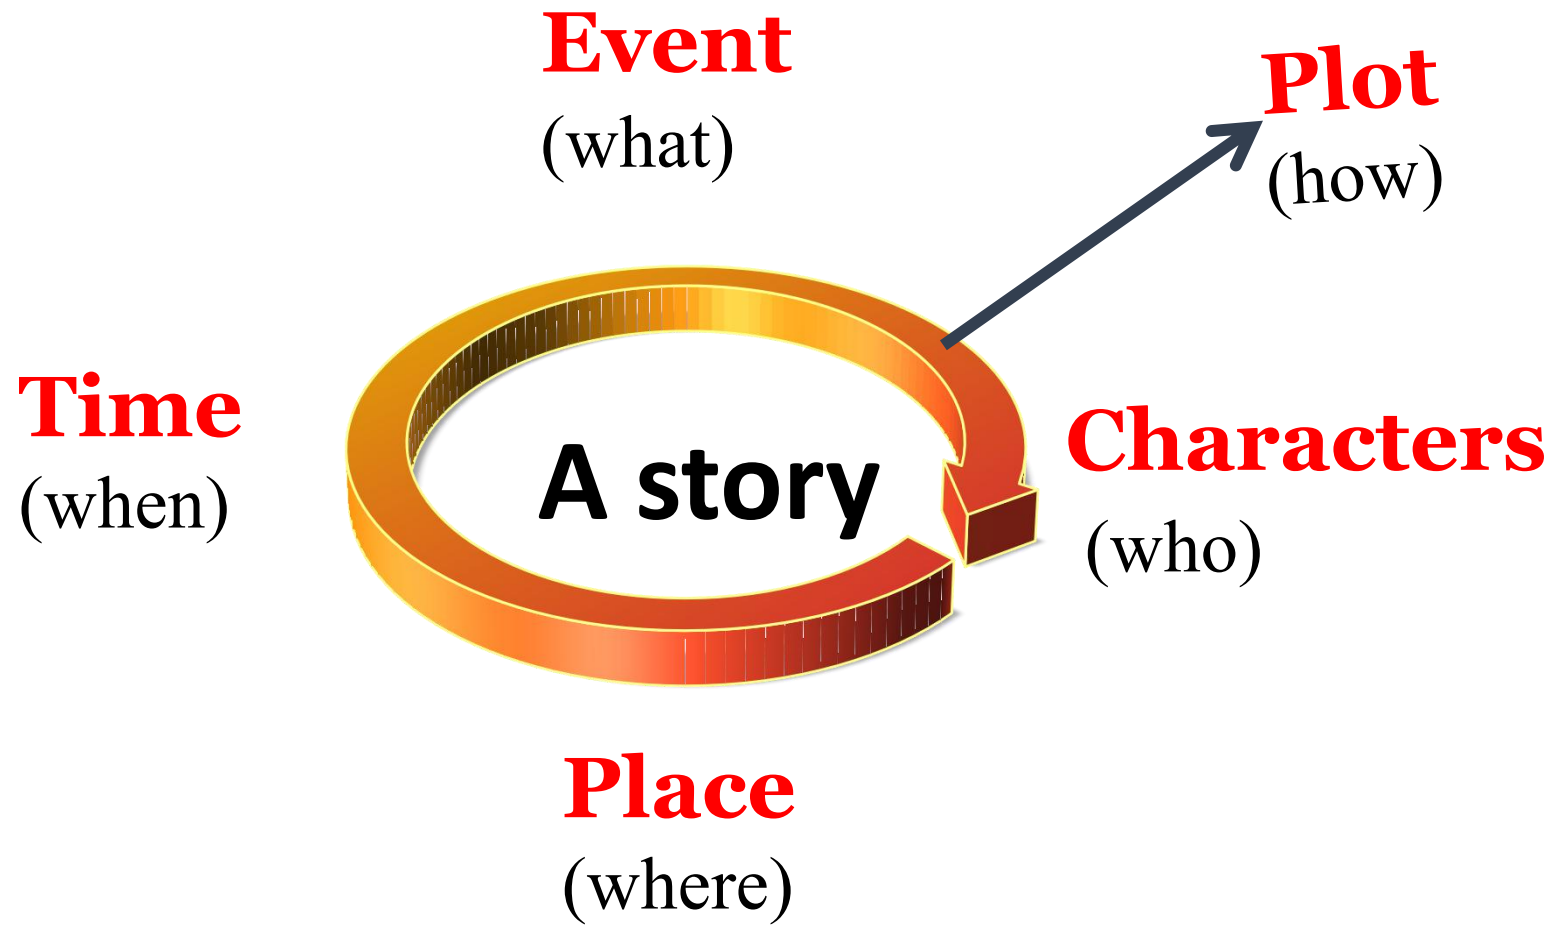 Event
(what)
Plot
(how)
Time
(when)
A story
Characters
(who)
Place
(where)